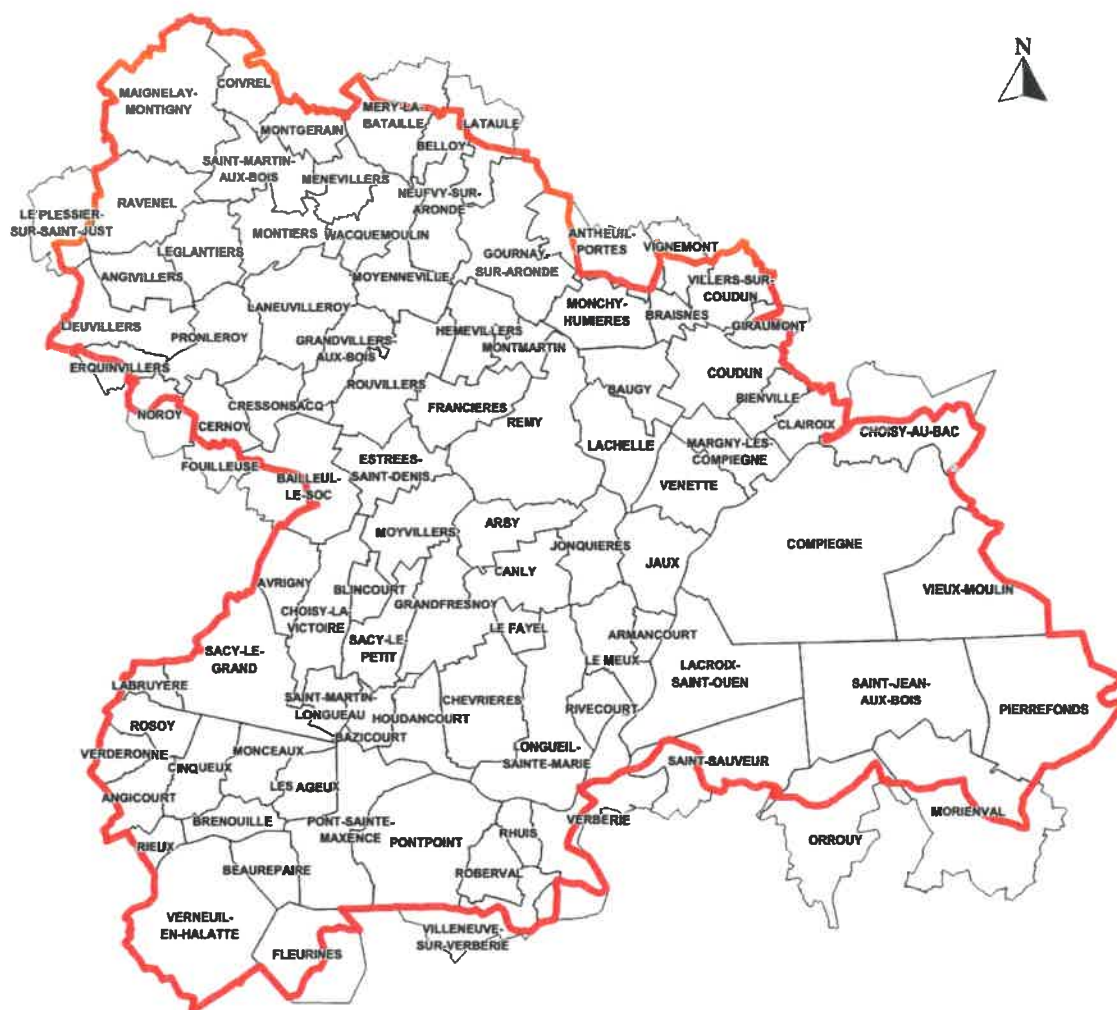 N
MAIGNELAY-
MONTIGNY
COIVREL
MERY-LA-
BATAILLE
MONTGERAIN
LATAULE
BELLOY
SAINT-MARTIN-
AUX-BOIS
MENEVILLERS
NEUFVY-SUR-
ARONDE
RAVENEL
LE PLESSIER-
SUR-SAINT-JUST
MONTIERS
WACQUEMOULIN
LEGLANTIERS
GOURNAY-
SUR-ARONDE
ANTHEUIL-
PORTES
VIGNEMONT
ANGIVILLERS
MOYENNEVILLE
VILLERS-SUR-
COUDUN
LANEUVILLEROY
MONCHY-
HUMIERES
BRAISNES
GIRAUMONT
LIEUVILLERS
PRONLEROY
GRANDVILLERS-
AUX-BOIS
HEMEVILLERS
MONTMARTIN
ERQUINVILLERS
ROUVILLERS
COUDUN
BAUGY
BIENVILLE
CRESSONSACQ
FRANCIERES
REMY
NOROY
CERNOY
CLAIROIX
CHOISY-AU-BAC
LACHELLE
MARGNY-LES-
COMPIEGNE
FOUILLEUSE
BAILLEUL-
LE-SOC
ESTREES-
SAINT-DENIS
VENETTE
ARSY
MOYVILLERS
JONQUIERES
COMPIEGNE
JAUX
CANLY
AVRIGNY
BLINCOURT
VIEUX-MOULIN
CHOISY-LA-
VICTOIRE
GRANDFRESNOY
LE FAYEL
ARMANCOURT
SACY-LE-
PETIT
SACY-LE-
GRAND
LE MEUX
LACROIX-
SAINT-OUEN
SAINT-JEAN-
AUX-BOIS
PIERREFONDS
LABRUYERE
SAINT-MARTIN-
LONGUEAU
CHEVRIERES
HOUDANCOURT
RIVECOURT
ROSOY
BAZICOURT
LONGUEIL-
SAINTE-MARIE
VERDERONNE
MONCEAUX
CINQUEUX
SAINT-SAUVEUR
LES AGEUX
ANGICOURT
BRENOUILLE
PONT-SAINTE-
MAXENCE
PONTPOINT
VERBERIE
MORIENVAL
RHUIS
RIEUX
ORROUY
BEAUREPAIRE
ROBERVAL
VERNEUIL-
EN-HALATTE
VILLENEUVE-
SUR-VERBERIE
FLEURINES